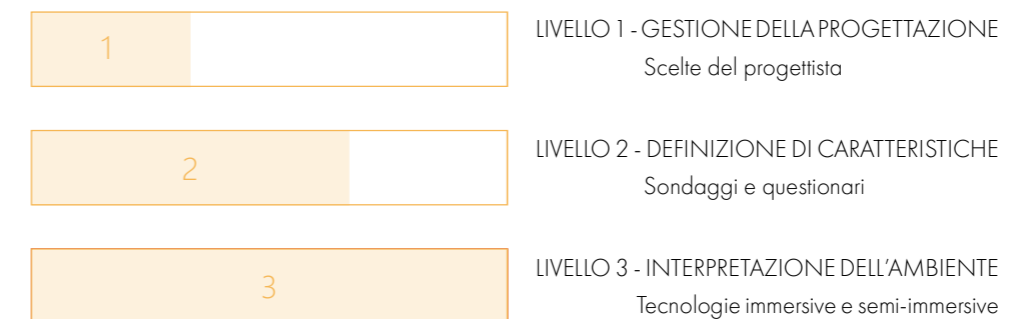 1
LIVELLO 1 - GESTIONE DELLA PROGETTAZIONE
Scelte del progettista
2
LIVELLO 2 - DEFINIZIONE DI CARATTERISTICHE
Sondaggi e questionari
3
LIVELLO 3 - INTERPRETAZIONE DELL'AMBIENTE
Tecnologie immersive e semi-immersive